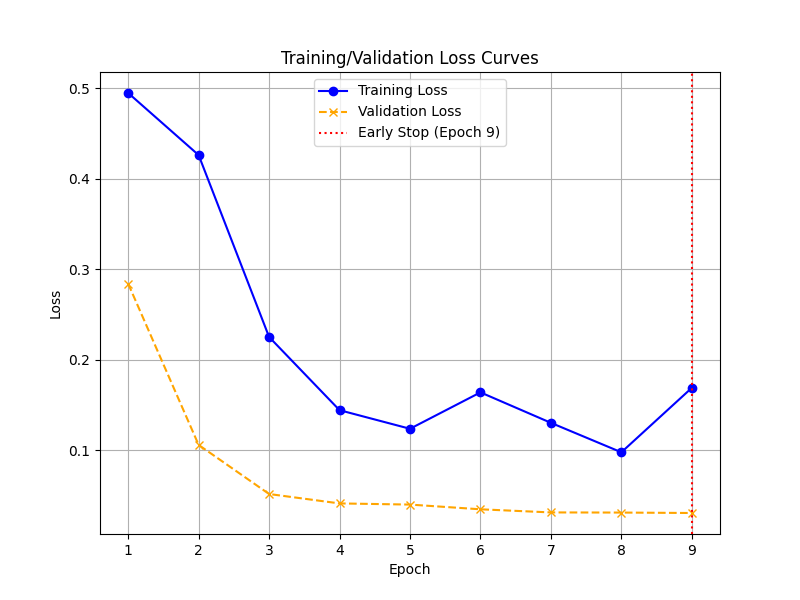 Training/Validation Loss Curves
Training Loss
Validation Loss
Early Stop (Epoch 9)
0.5
0.4
0.3
0.2
0.1
Loss
1 2 3 4 5 6 7 8 9
Epoch